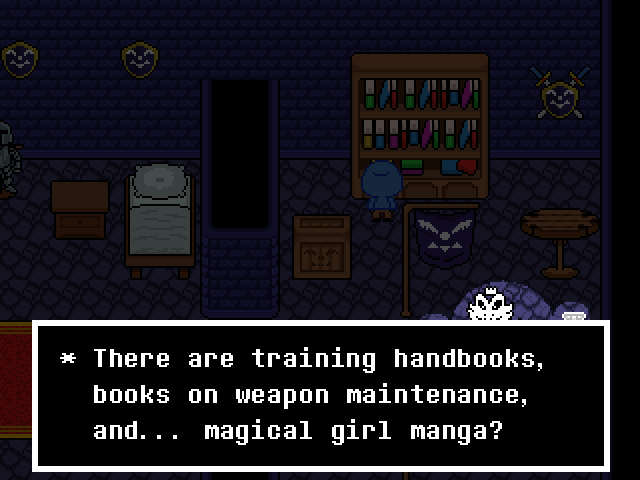 * There are training handbooks,
books on weapon maintenance,
and... magical girl manga?